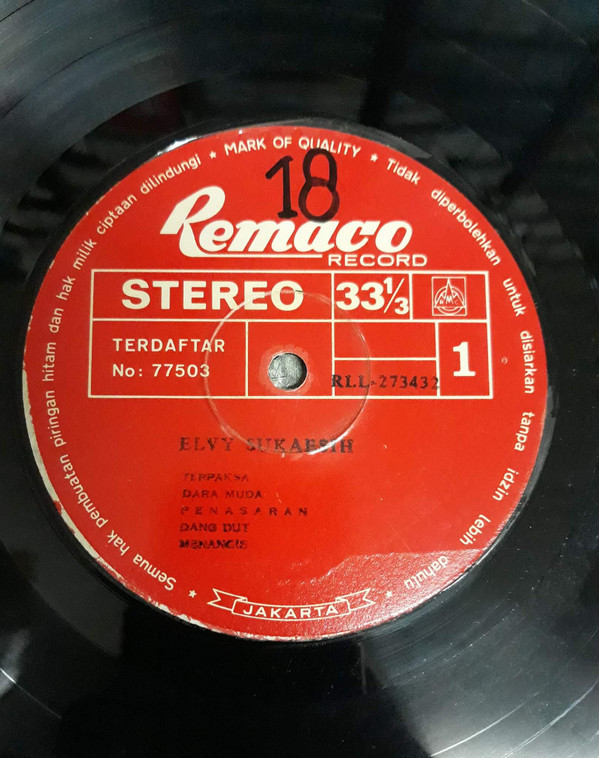 Semua hak pembuatan piringan hitam dan hak milik ciptaan dilindungi ★ MARK OF QUALITY ★ Tidak diperbolehkan untuk disiarkan tanpa idzin lebih dahulu ★
18
Remaco
RECORD
STEREO 33 1/3
TERDAFTAR
No: 77503
1
RLL-273432
ELVY SUKAESIH
TERPAKSA
DARA MUDA
PENASARAN
DANG DUT
MENANGIS
JAKARTA